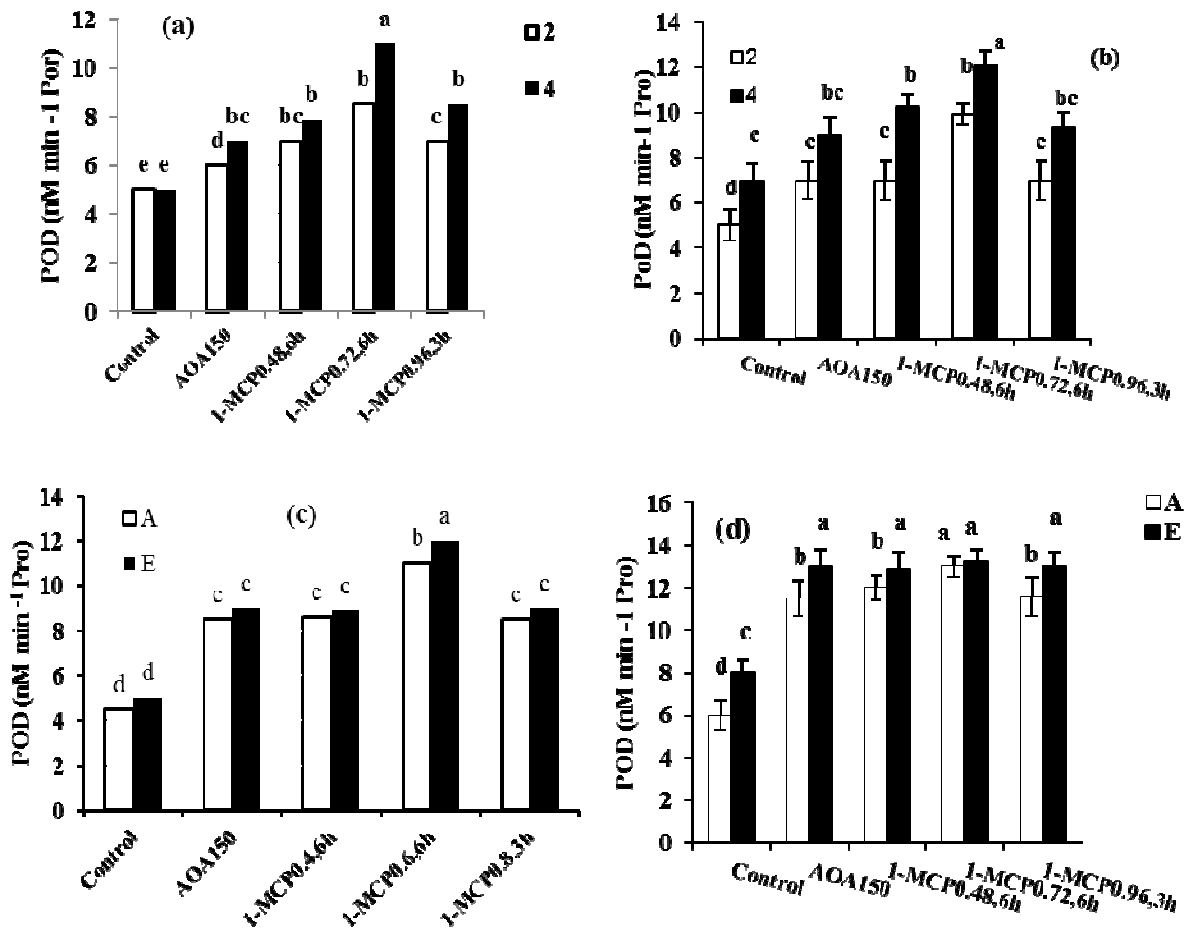 (a)
2
4
POD (nM min -1 Por)
12
10
8
6
4
2
0
e e
d bc
bc b
b a
c b
Control
AOA150
1-MCP0.48,6h
1-MCP0.72,6h
1-MCP0.96,3h
(b)
2
4
PoD (nM min-1 Pro)
14
12
10
8
6
4
2
0
d c
c bc
c b
b a
c bc
Control
AOA150
1-MCP0.48,6h
1-MCP0.72,6h
1-MCP0.96,3h
(c)
A
E
POD (nM min -1Pro)
14
12
10
8
6
4
2
0
d d
c c
c c
b a
c c
Control
AOA150
1-MCP0.4,6h
1-MCP0.6,6h
1-MCP0.8,3h
(d)
A
E
POD (nM min -1 Pro)
16
14
12
10
8
6
4
2
0
d c
b a
b a
a a
b a
Control
AOA150
1-MCP0.48,6h
1-MCP0.72,6h
1-MCP0.96,3h